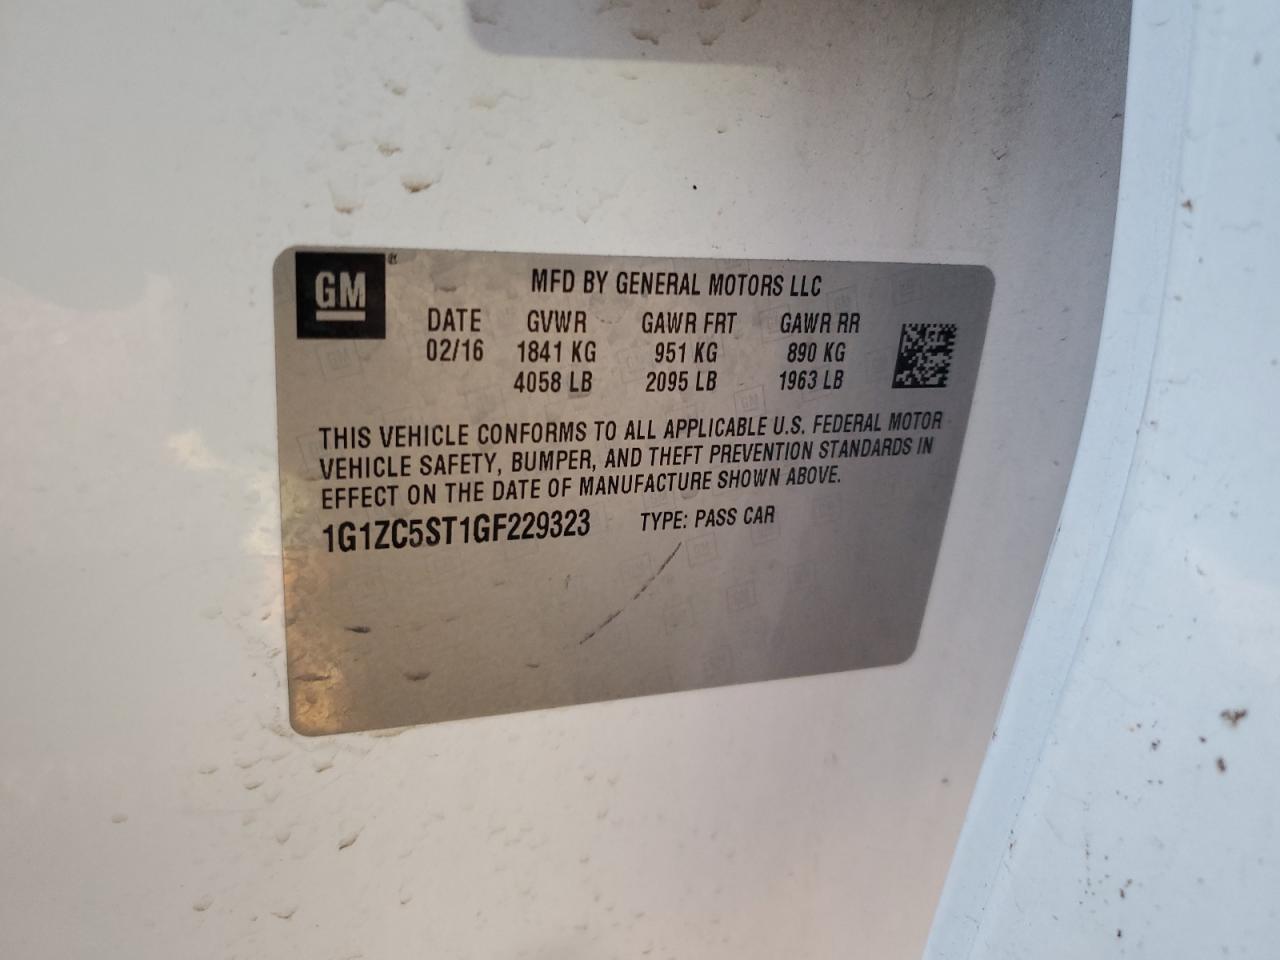 GM
MFD BY GENERAL MOTORS LLC
DATE GVWR GAWR FRT GAWR RR
02/16 1841 KG 951 KG 890 KG
4058 LB 2095 LB 1963 LB
THIS VEHICLE CONFORMS TO ALL APPLICABLE U.S. FEDERAL MOTOR
VEHICLE SAFETY, BUMPER, AND THEFT PREVENTION STANDARDS IN
EFFECT ON THE DATE OF MANUFACTURE SHOWN ABOVE.
1G1ZC5ST1GF229323 TYPE: PASS CAR